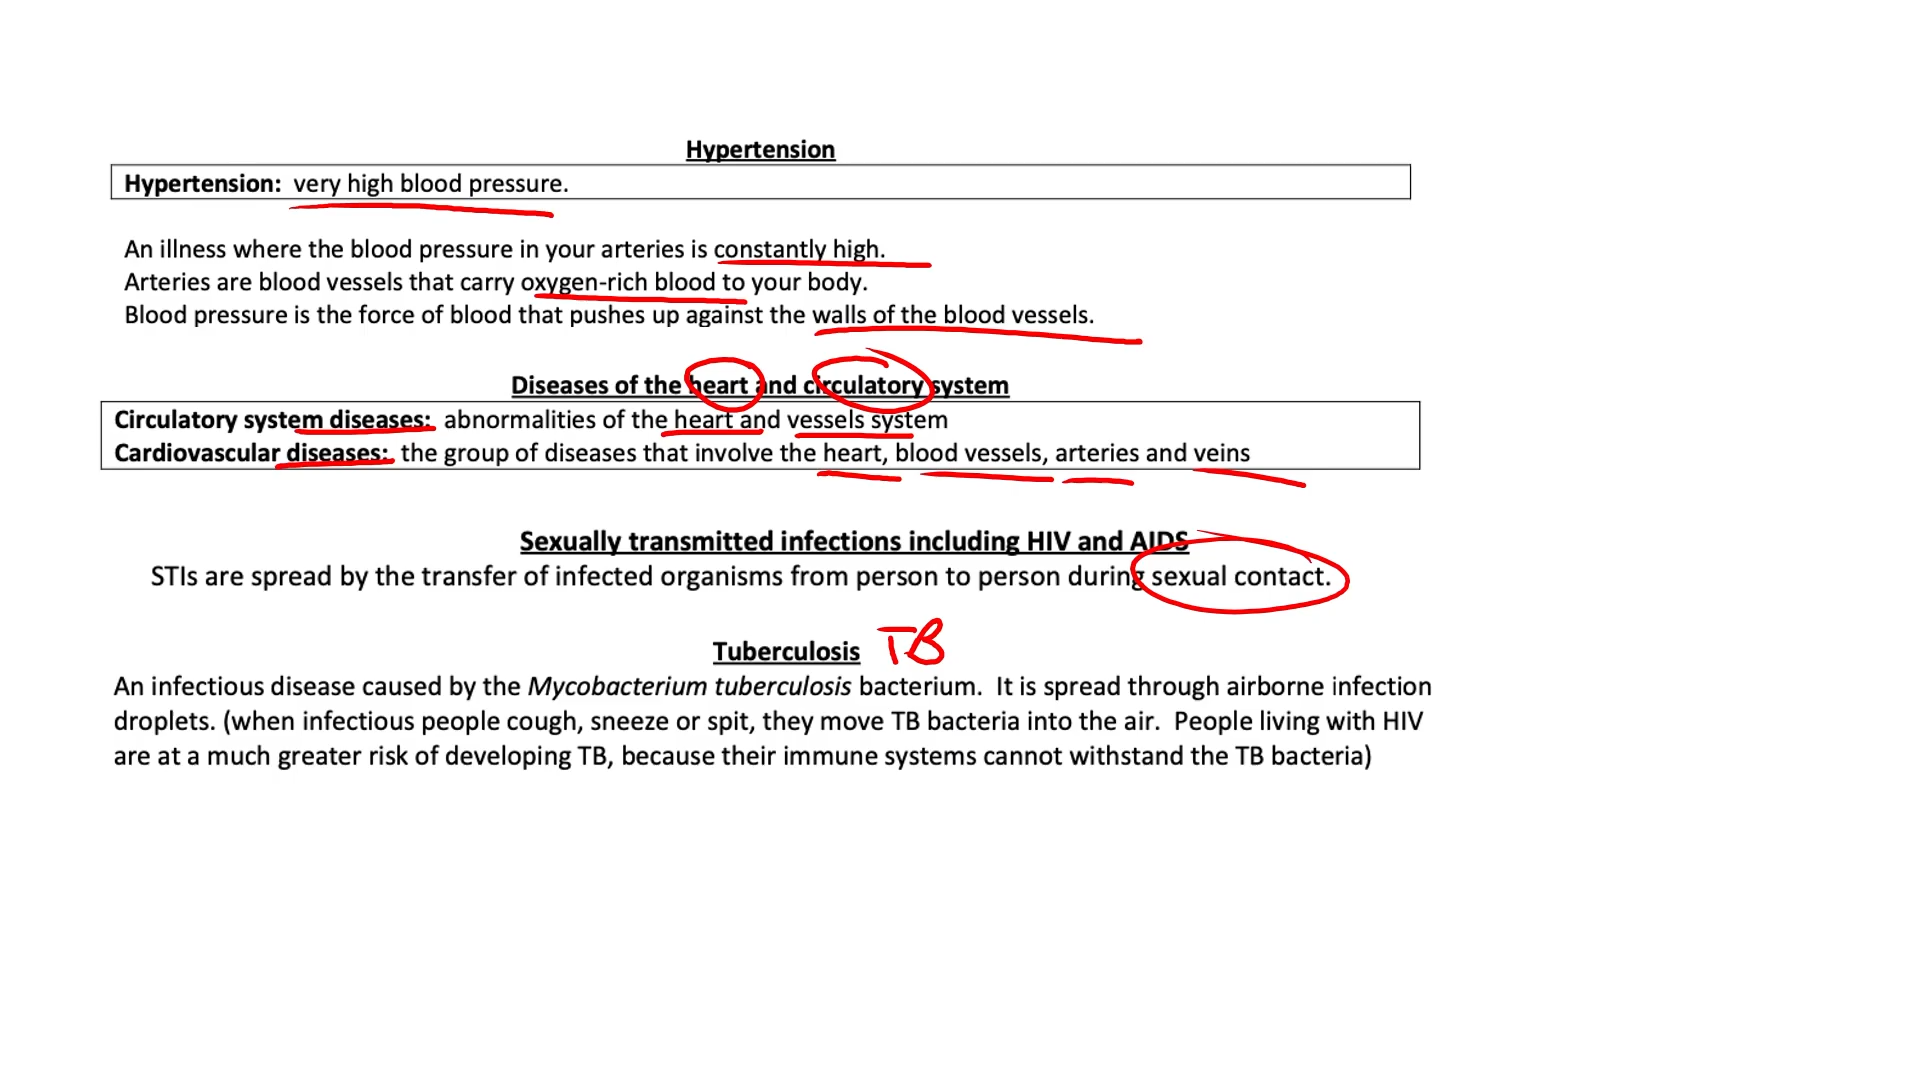 Hypertension
Hypertension: very high blood pressure.
An illness where the blood pressure in your arteries is constantly high.
Arteries are blood vessels that carry oxygen-rich blood to your body.
Blood pressure is the force of blood that pushes up against the walls of the blood vessels.
Diseases of the heart and circulatory system
Circulatory system diseases: abnormalities of the heart and vessels system
Cardiovascular diseases: the group of diseases that involve the heart, blood vessels, arteries and veins
Sexually transmitted infections including HIV and AIDS
STIs are spread by the transfer of infected organisms from person to person during sexual contact.
Tuberculosis TB
An infectious disease caused by the Mycobacterium tuberculosis bacterium. It is spread through airborne infection
droplets. (when infectious people cough, sneeze or spit, they move TB bacteria into the air. People living with HIV
are at a much greater risk of developing TB, because their immune systems cannot withstand the TB bacteria)